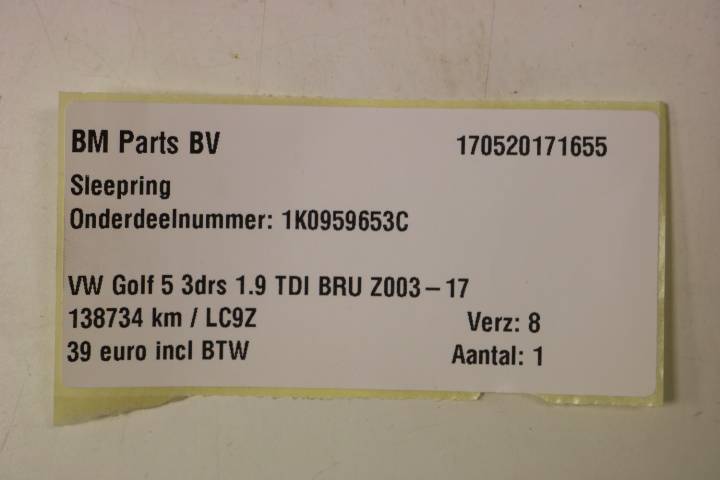 BM Parts BV 170520171655
Sleepring
Onderdeelnummer: 1K0959653C
VW Golf 5 3drs 1.9 TDI BRU Z003-17
138734 km / LC9Z Verz: 8
39 euro incl BTW Aantal: 1